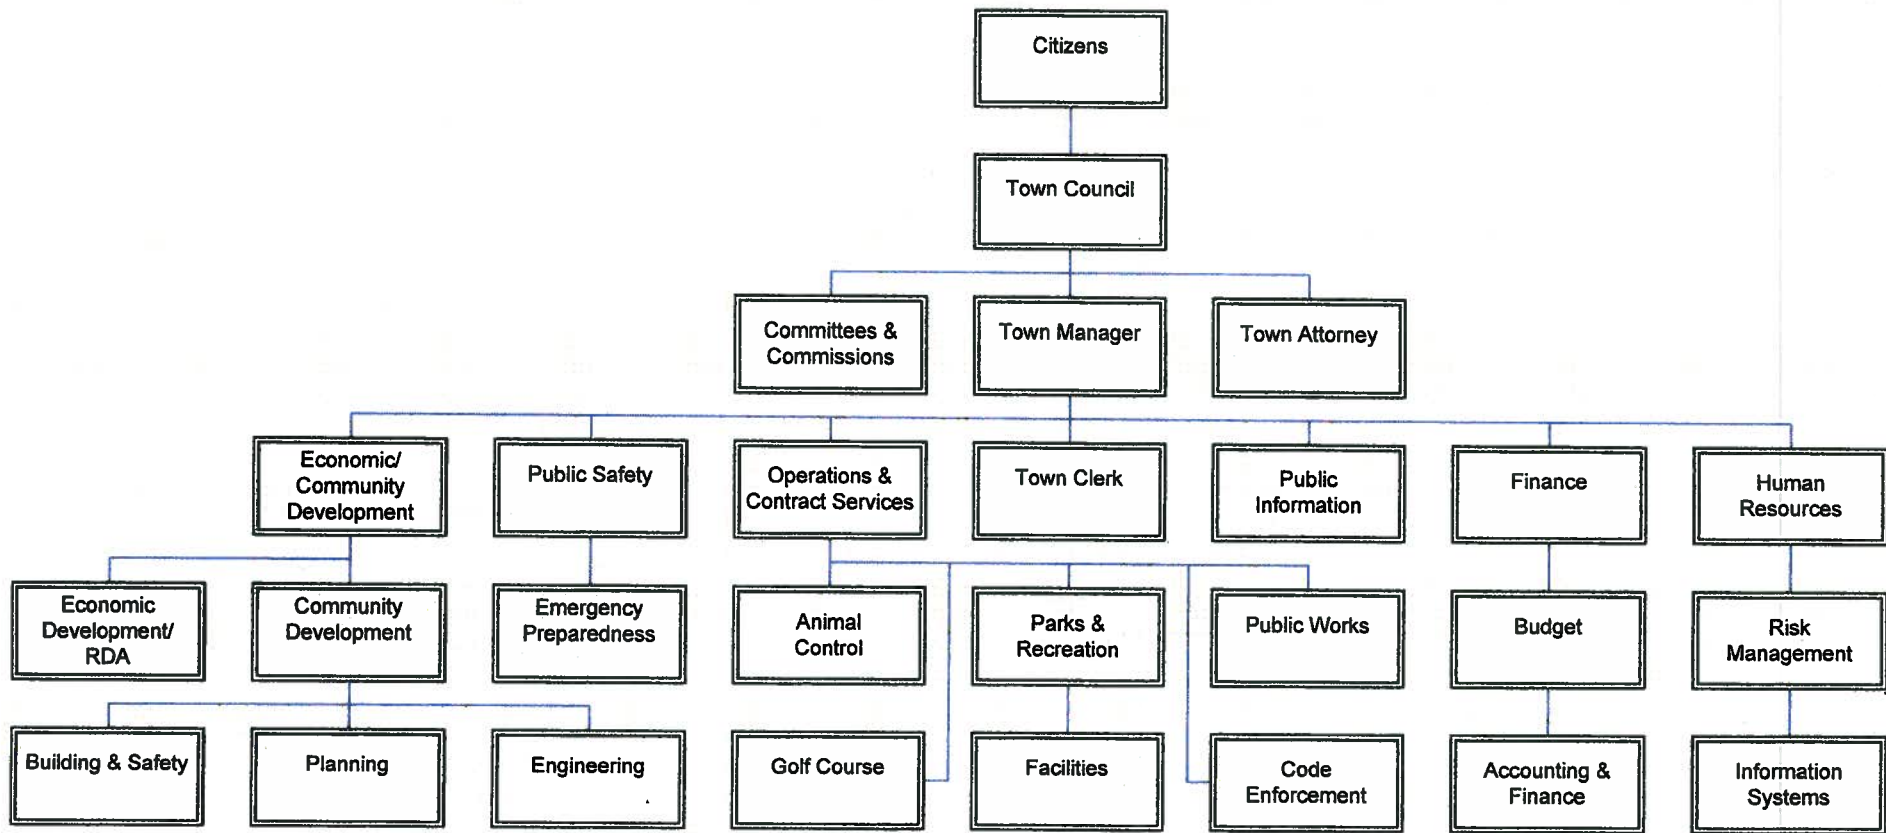 Citizens
Town Council
Committees &
Commissions
Town Manager
Town Attorney
Economic/
Community
Development
Public Safety
Operations &
Contract Services
Town Clerk
Public
Information
Finance
Human
Resources
Economic
Development/
RDA
Community
Development
Emergency
Preparedness
Animal
Control
Parks &
Recreation
Public Works
Budget
Risk
Management
Building & Safety
Planning
Engineering
Golf Course
Facilities
Code
Enforcement
Accounting &
Finance
Information
Systems